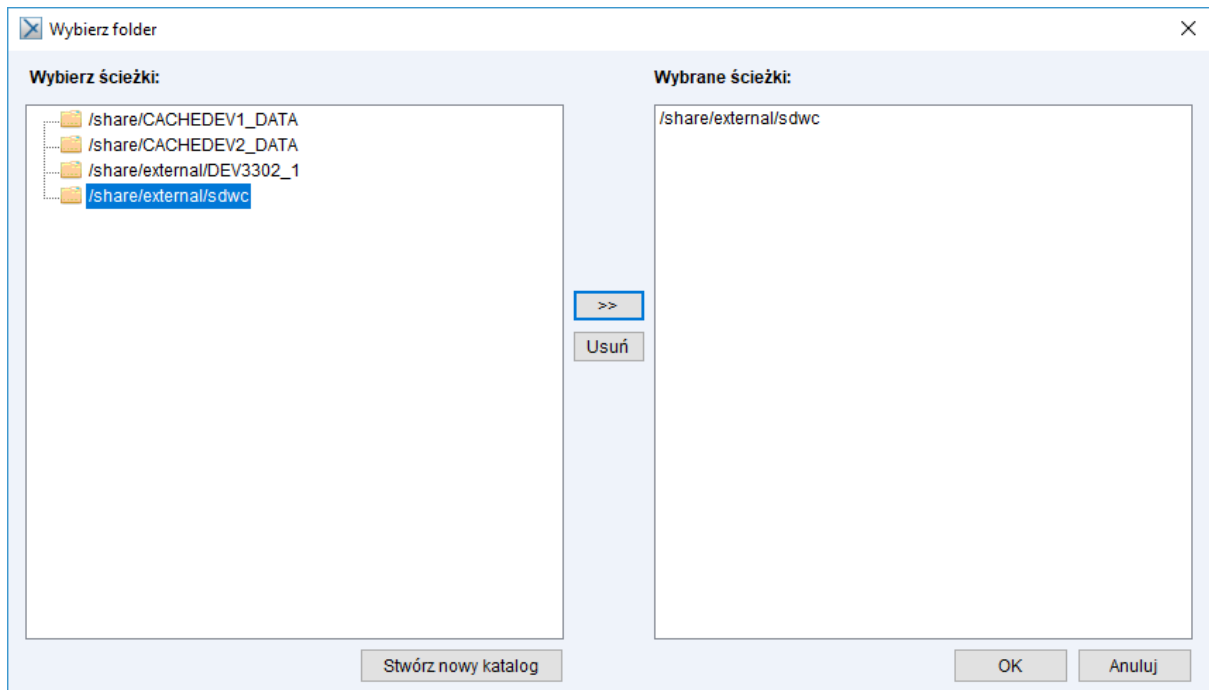 Wybierz folder
Wybierz ścieżki:
/share/CACHEDEV1_DATA
/share/CACHEDEV2_DATA
/share/external/DEV3302_1
/share/external/sdwc
>>
Usuń
Stwórz nowy katalog
Wybrane ścieżki:
/share/external/sdwc
OK
Anuluj